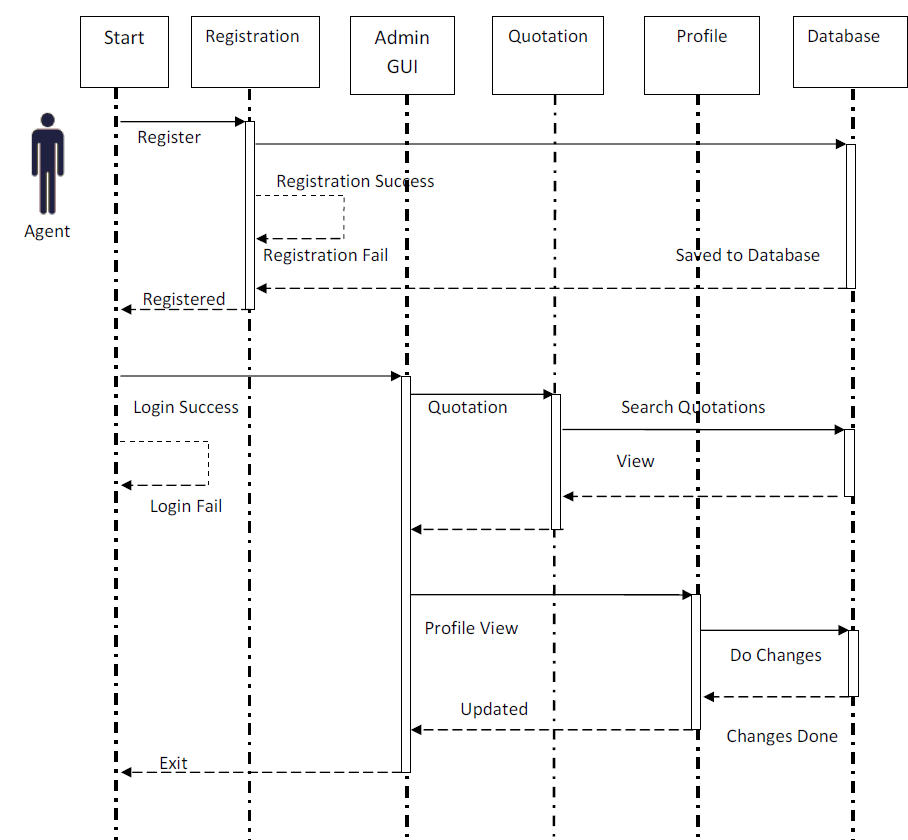 Start
Registration
Admin
GUI
Quotation
Profile
Database
Register
Registration Success
Agent
Registration Fail
Saved to Database
Registered
Login Success
Quotation
Search Quotations
View
Login Fail
Profile View
Do Changes
Updated
Changes Done
Exit